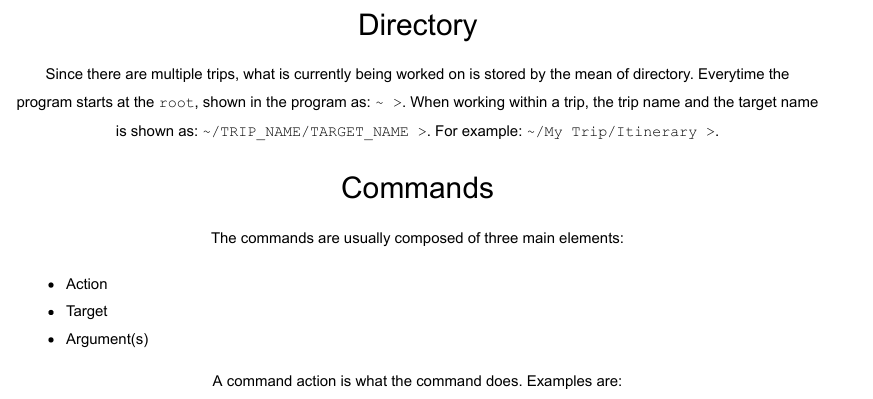 Directory
Since there are multiple trips, what is currently being worked on is stored by the mean of directory. Everytime the
program starts at the root, shown in the program as: ~ >. When working within a trip, the trip name and the target name
is shown as: ~/TRIP_NAME/TARGET_NAME >. For example: ~/My Trip/Itinerary >.
Commands
The commands are usually composed of three main elements:
• Action
• Target
• Argument(s)
A command action is what the command does. Examples are: